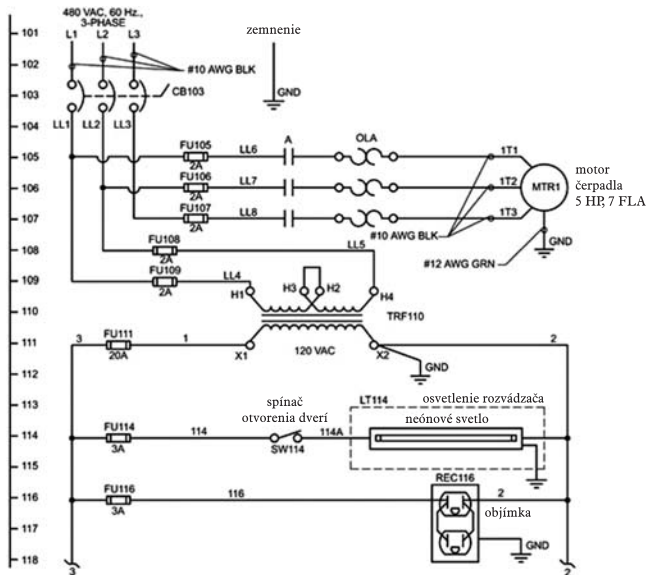 480 VAC, 60 Hz.,
3-PHASE
101
L1 L2 L3
zemnenie
102
#10 AWG BLK
103
CB103
GND
104
LL1 LL2 LL3
FU105 LL6 A OLA 1T1
105
2A
motor
čerpadla
5 HP, 7 FLA
FU106 LL7 1T2 MTR1
106
2A
FU107 LL8 1T3
107
2A
#10 AWG BLK
GND
108
FU108 LL5
2A
#12 AWG GRN
109
FU109 LL4
2A
H1 H3 H2 H4
110
TRF110
111
3 FU111 1 2
20A
X1 120 VAC X2
GND
112
113
spínač
otvorenia dverí
LT114 osvetlenie rozvádzača
neónové svetlo
114
FU114 114 114A
3A
SW114
115
REC116
116
FU116 116 2
3A
objímka
117
GND
118
3 2